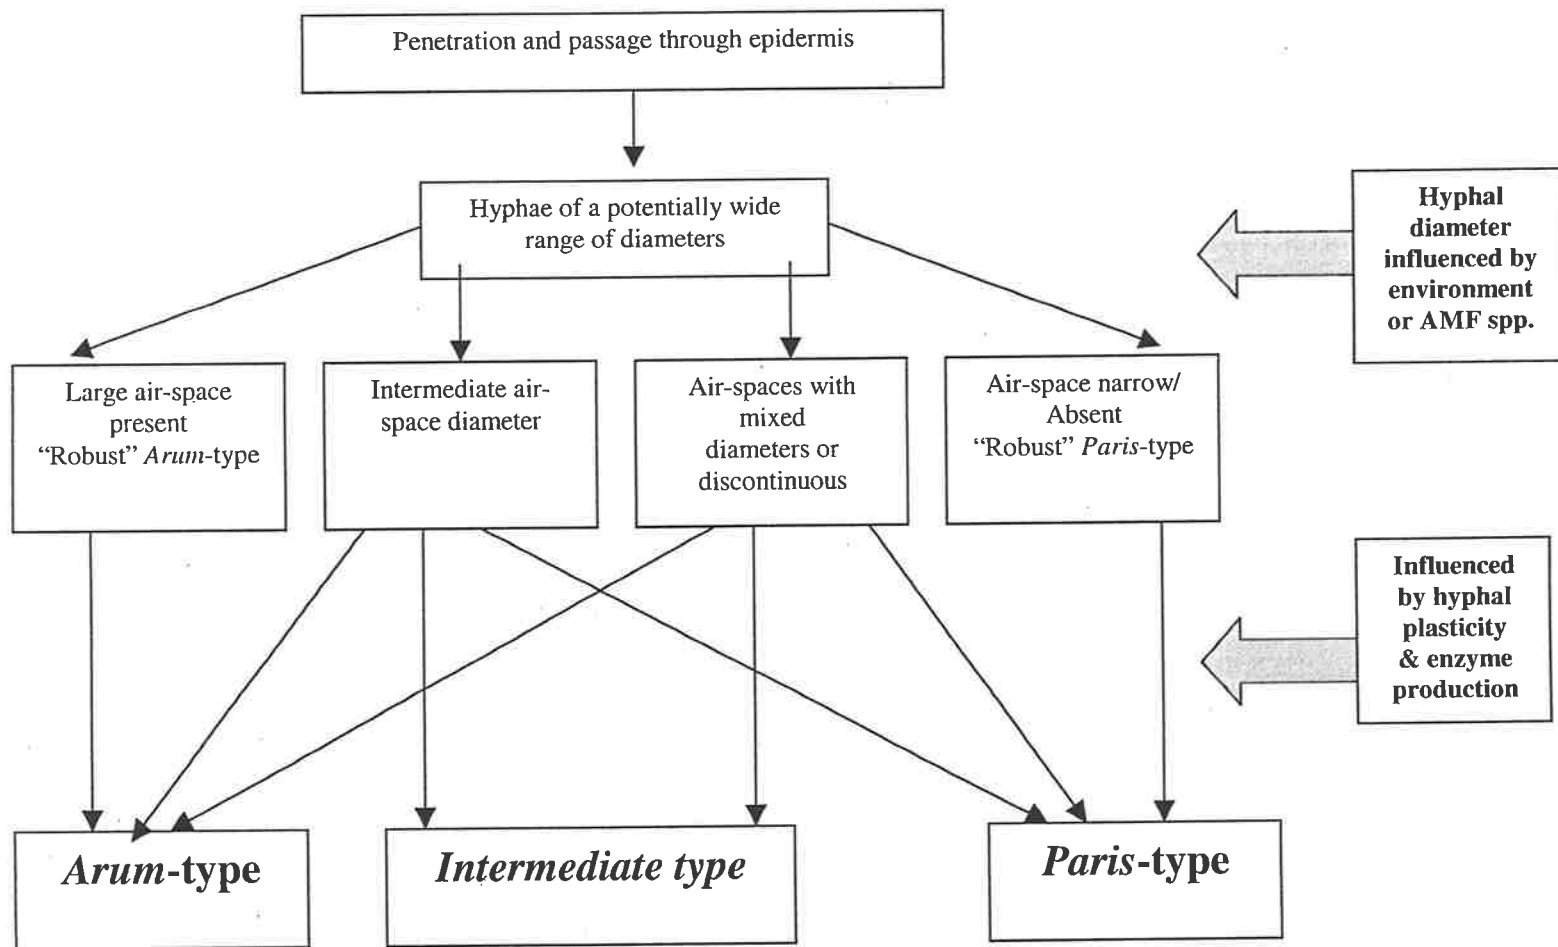 Penetration and passage through epidermis
Hyphae of a potentially wide
range of diameters
Hyphal
diameter
influenced by
environment
or AMF spp.
Large air-space
present
“Robust” Arum-type
Intermediate air-
space diameter
Air-spaces with
mixed
diameters or
discontinuous
Air-space narrow/
Absent
“Robust” Paris-type
Influenced
by hyphal
plasticity
& enzyme
production
Arum-type
Intermediate type
Paris-type